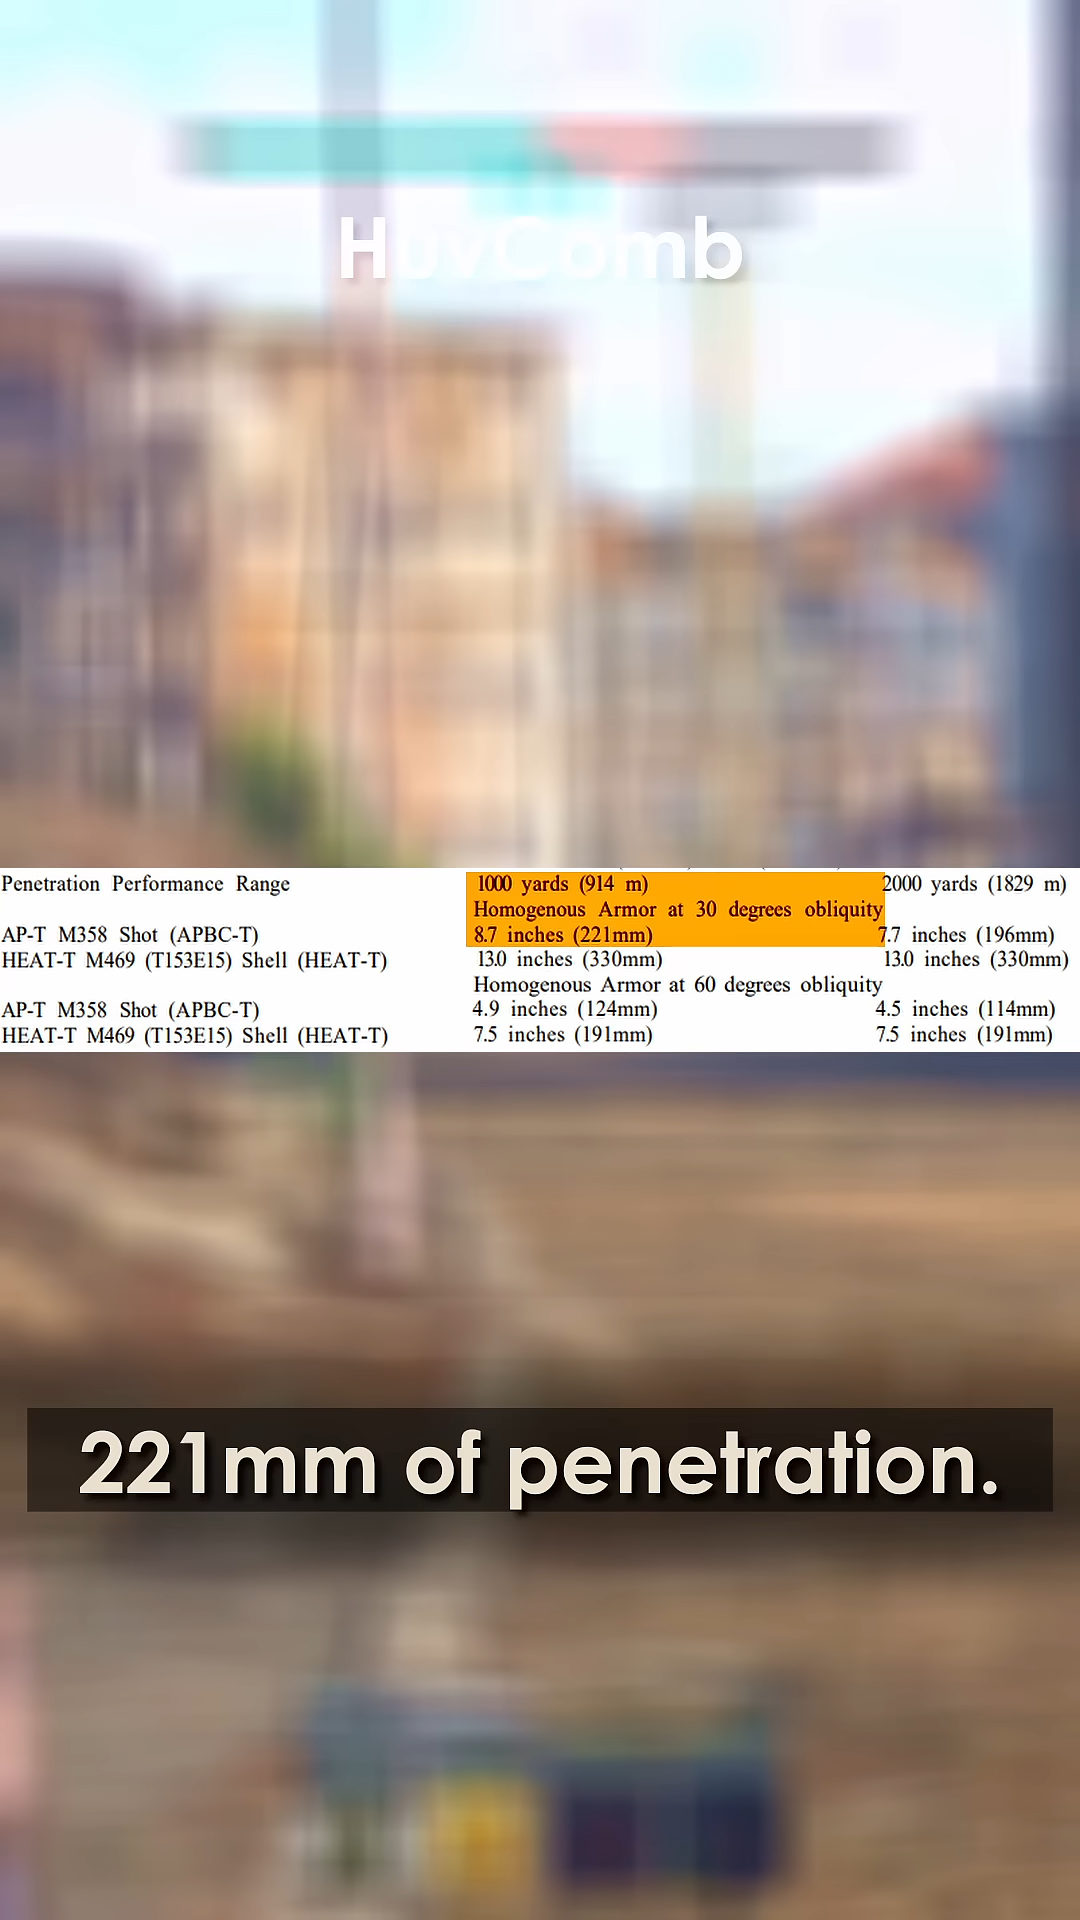 HuvComb
Penetration Performance Range 1000 yards (914 m) 2000 yards (1829 m)
Homogenous Armor at 30 degrees obliquity
AP-T M358 Shot (APBC-T) 8.7 inches (221mm) 7.7 inches (196mm)
HEAT-T M469 (T153E15) Shell (HEAT-T) 13.0 inches (330mm) 13.0 inches (330mm)
Homogenous Armor at 60 degrees obliquity
AP-T M358 Shot (APBC-T) 4.9 inches (124mm) 4.5 inches (114mm)
HEAT-T M469 (T153E15) Shell (HEAT-T) 7.5 inches (191mm) 7.5 inches (191mm)
221mm of penetration.